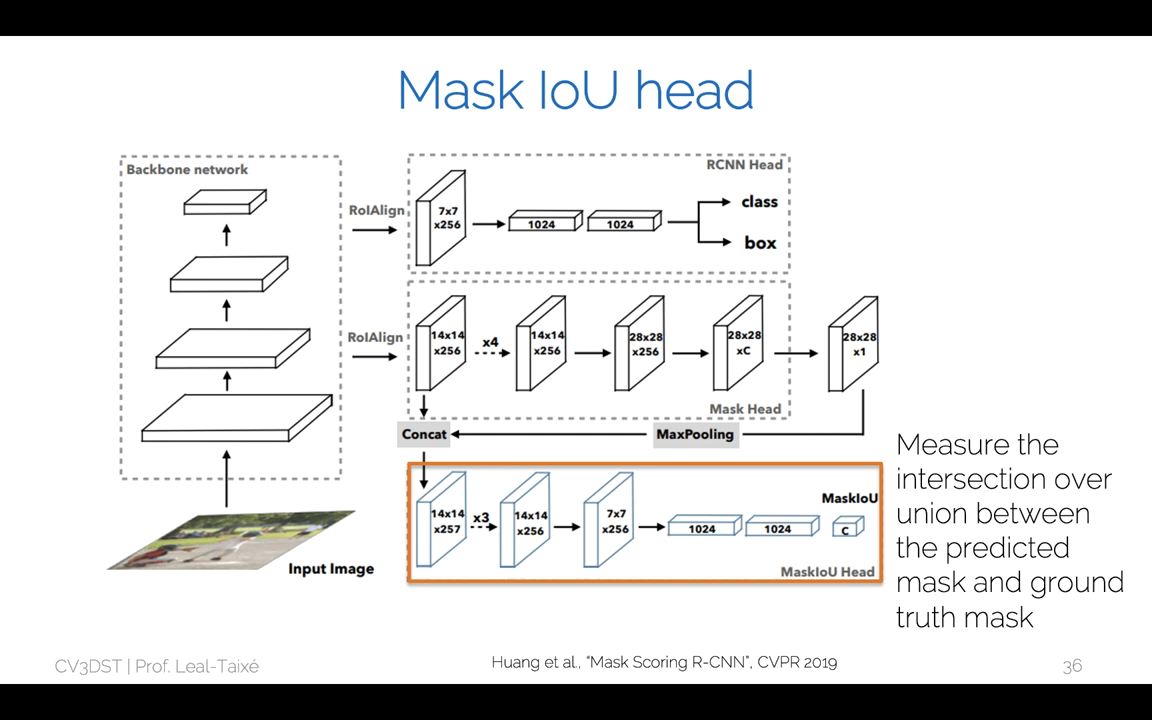 Mask IoU head
Backbone network
RoIAlign
RoIAlign
RCNN Head
7x7
x256
1024
1024
class
box
14x14
x256
x4
14x14
x256
28x28
x256
28x28
xC
28x28
x1
Mask Head
Concat
MaxPooling
14x14
x257
x3
14x14
x256
7x7
x256
1024
1024
MaskIoU
C
MaskIoU Head
Input Image
Measure the
intersection over
union between
the predicted
mask and ground
truth mask
CV3DST | Prof. Leal-Taixé
Huang et al., “Mask Scoring R-CNN”, CVPR 2019
36